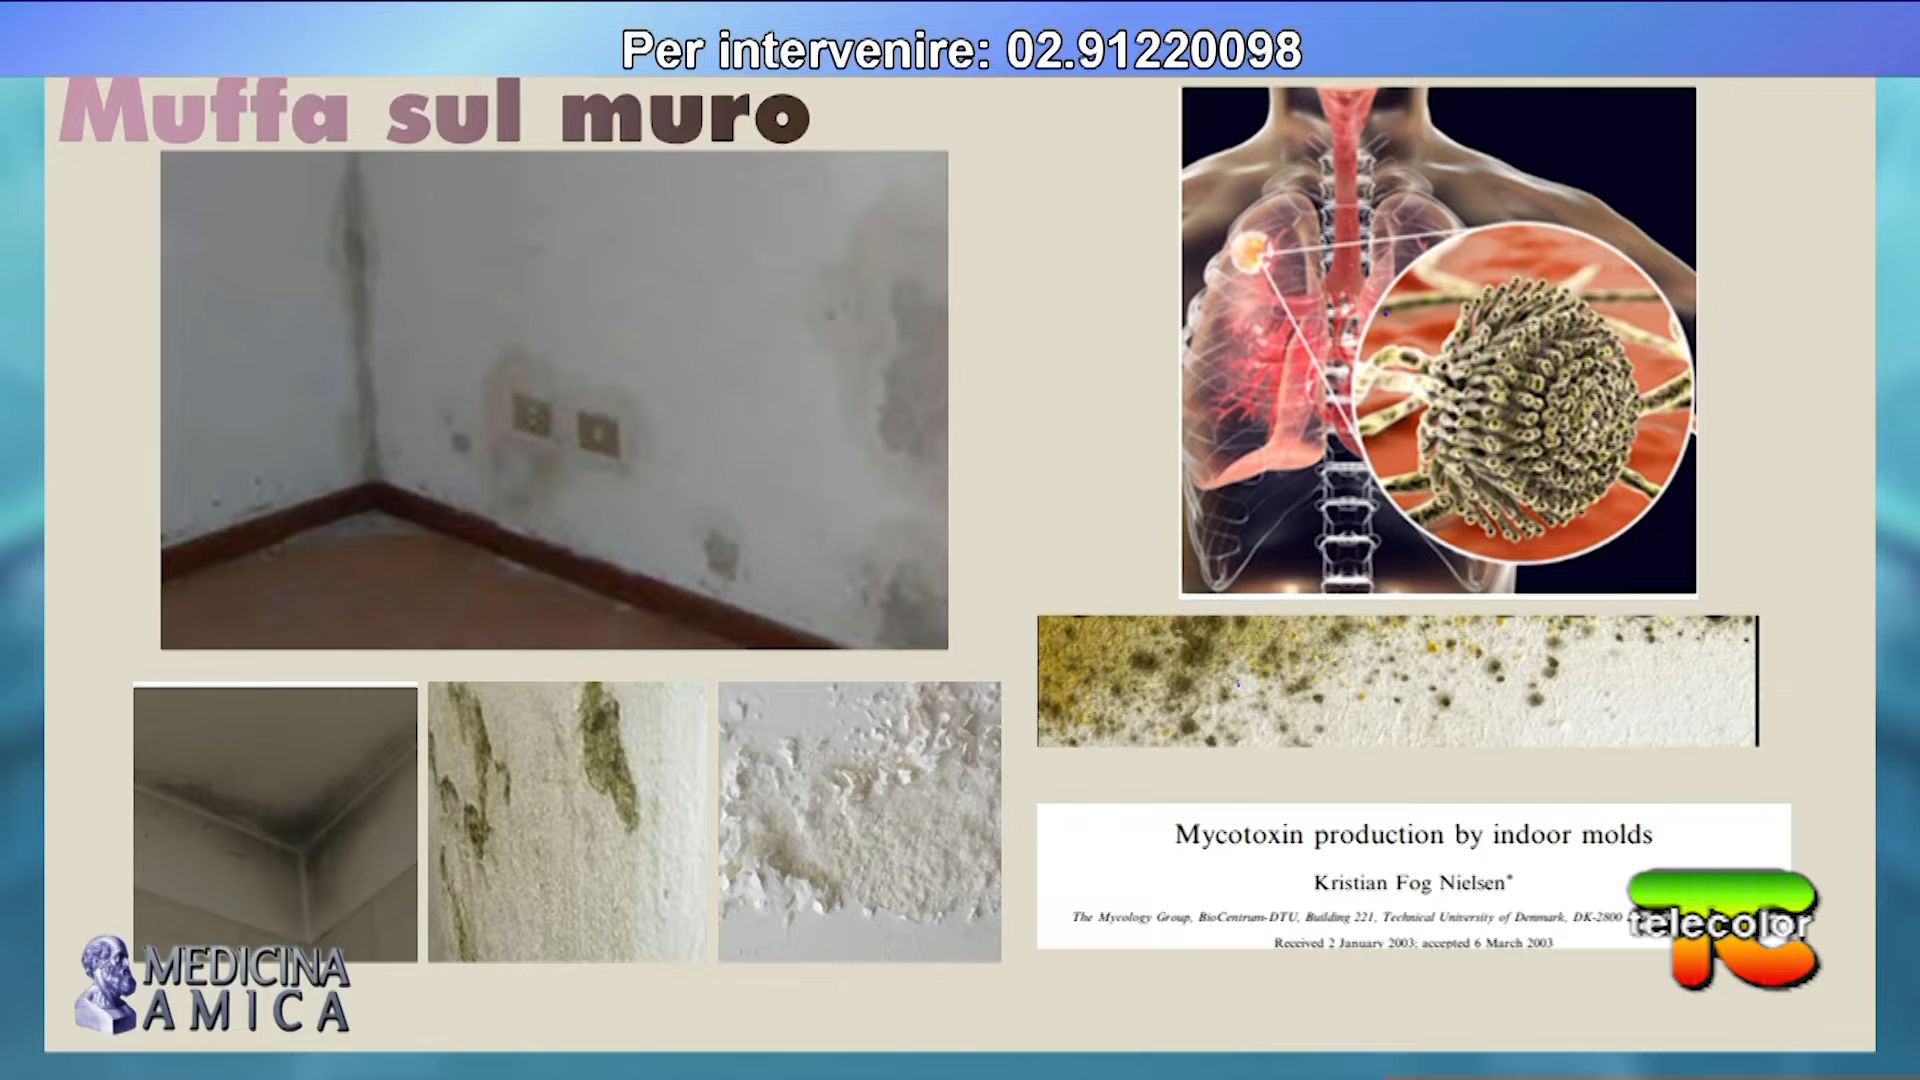 Per intervenire: 02.91220098
Muffa sul muro
Mycotoxin production by indoor molds
Kristian Fog Nielsen*
The Mycology Group, BioCentrum-DTU, Building 221, Technical University of Denmark, DK-2800
Received 2 January 2003; accepted 6 March 2003
telecolor
TC
MEDICINA
AMICA